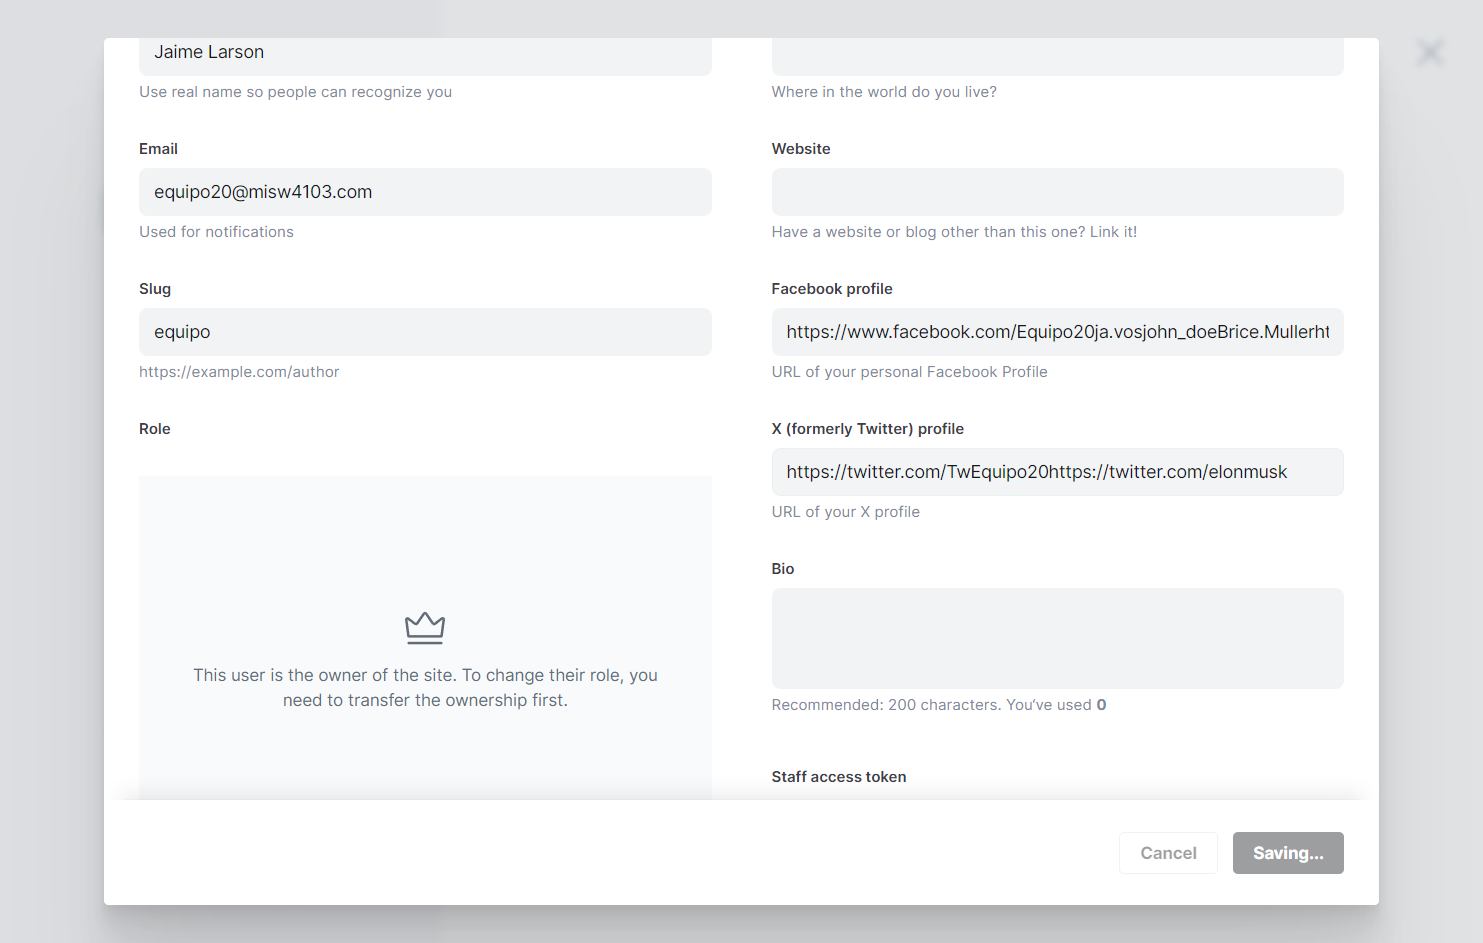 Jaime Larson
Use real name so people can recognize you
Where in the world do you live?
Email
equipo20@misw4103.com
Used for notifications
Website
Have a website or blog other than this one? Link it!
Slug
equipo
https://example.com/author
Facebook profile
https://www.facebook.com/Equipo20ja.vosjohn_doeBrice.Mullerht
URL of your personal Facebook Profile
Role
This user is the owner of the site. To change their role, you
need to transfer the ownership first.
X (formerly Twitter) profile
https://twitter.com/TwEquipo20https://twitter.com/elonmusk
URL of your X profile
Bio
Recommended: 200 characters. You’ve used 0
Staff access token
Cancel
Saving...